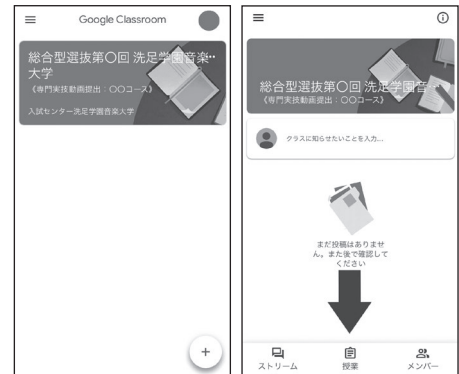 Google Classroom
総合型選抜第〇回 洗足学園音楽…
大学
《専門実技動画提出：〇〇コース》
入試センター洗足学園音楽大学
+
総合型選抜第〇回 洗足学園音…
《専門実技動画提出：〇〇コース》
クラスに知らせたいことを入力...
まだ投稿はありませ
ん。また後で確認して
ください
ストリーム
授業
メンバー